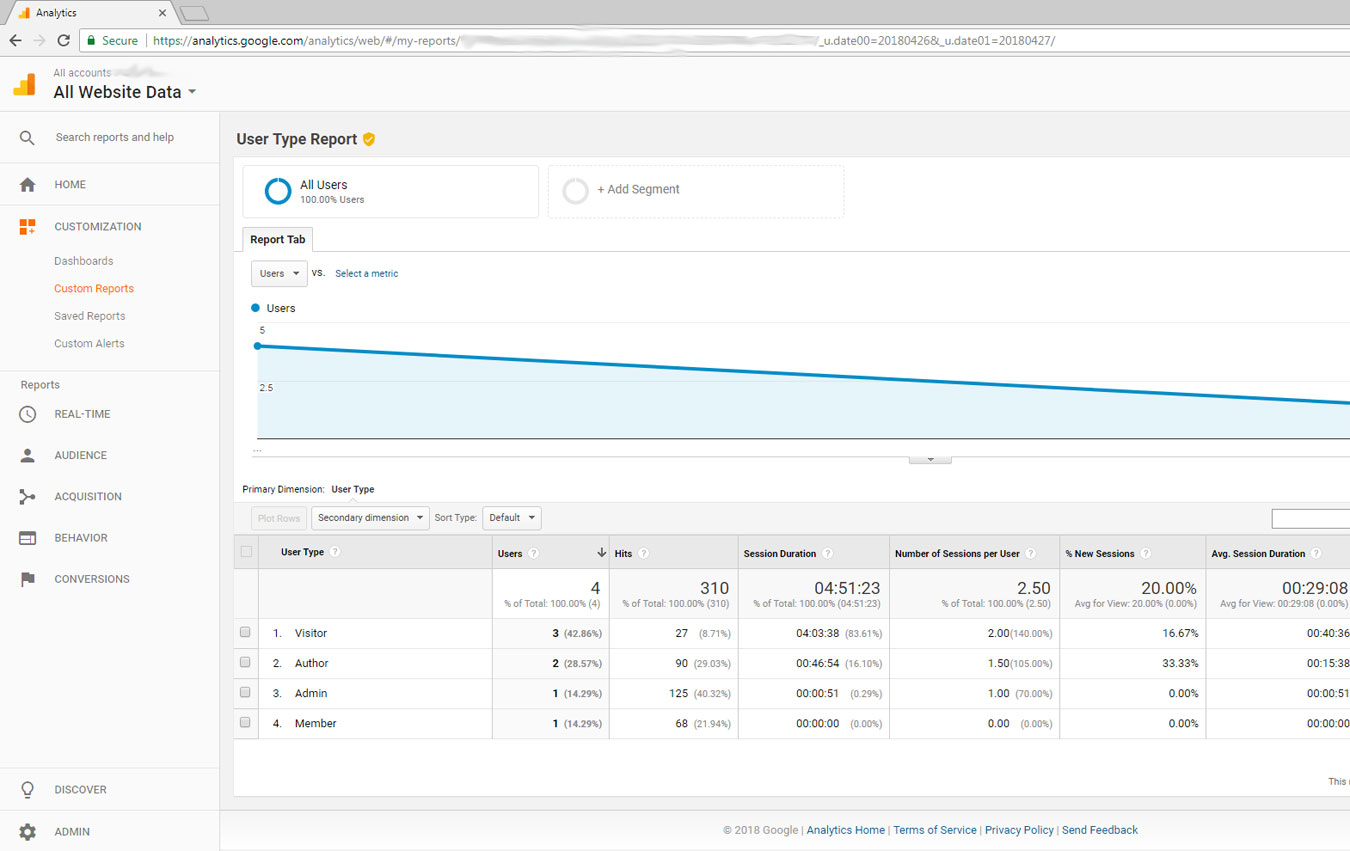 Analytics
Secure https://analytics.google.com/analytics/web/#/my-reports/ _u.date00=20180426&_u.date01=20180427/
All accounts
All Website Data
Search reports and help
HOME
CUSTOMIZATION
Dashboards
Custom Reports
Saved Reports
Custom Alerts
Reports
REAL-TIME
AUDIENCE
ACQUISITION
BEHAVIOR
CONVERSIONS
DISCOVER
ADMIN
User Type Report
All Users
100.00% Users
+ Add Segment
Report Tab
Users vs. Select a metric
Users
5
2.5
...
Primary Dimension: User Type
Plot Rows Secondary dimension Sort Type: Default
User Type ? Users ? Hits ? Session Duration ? Number of Sessions per User ? % New Sessions ? Avg. Session Duration ?
4 310 04:51:23 2.50 20.00% 00:29:08
% of Total: 100.00% (4) % of Total: 100.00% (310) % of Total: 100.00% (04:51:23) % of Total: 100.00% (2.50) Avg for View: 20.00% (0.00%) Avg for View: 00:29:08 (0.00%)
1. Visitor 3 (42.86%) 27 (8.71%) 04:03:38 (83.61%) 2.00(140.00%) 16.67% 00:40:36
2. Author 2 (28.57%) 90 (29.03%) 00:46:54 (16.10%) 1.50(105.00%) 33.33% 00:15:38
3. Admin 1 (14.29%) 125 (40.32%) 00:00:51 (0.29%) 1.00 (70.00%) 0.00% 00:00:51
4. Member 1 (14.29%) 68 (21.94%) 00:00:00 (0.00%) 0.00 (0.00%) 0.00% 00:00:00
This
© 2018 Google | Analytics Home | Terms of Service | Privacy Policy | Send Feedback